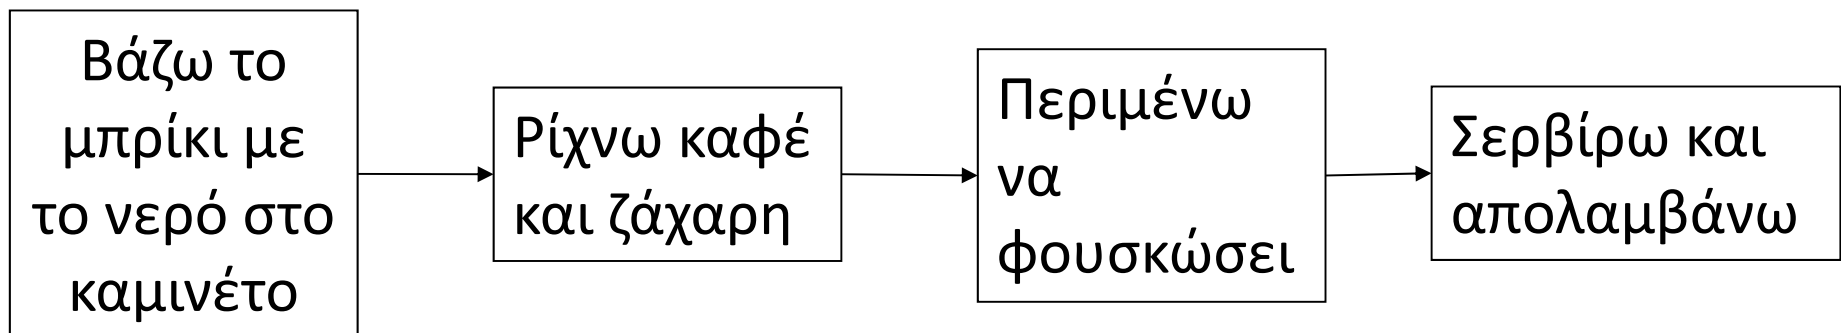 Βάζω το
μπρίκι με
το νερό στο
καμινέτο
Ρίχνω καφέ
και ζάχαρη
Περιμένω
να
φουσκώσει
Σερβίρω και
απολαμβάνω